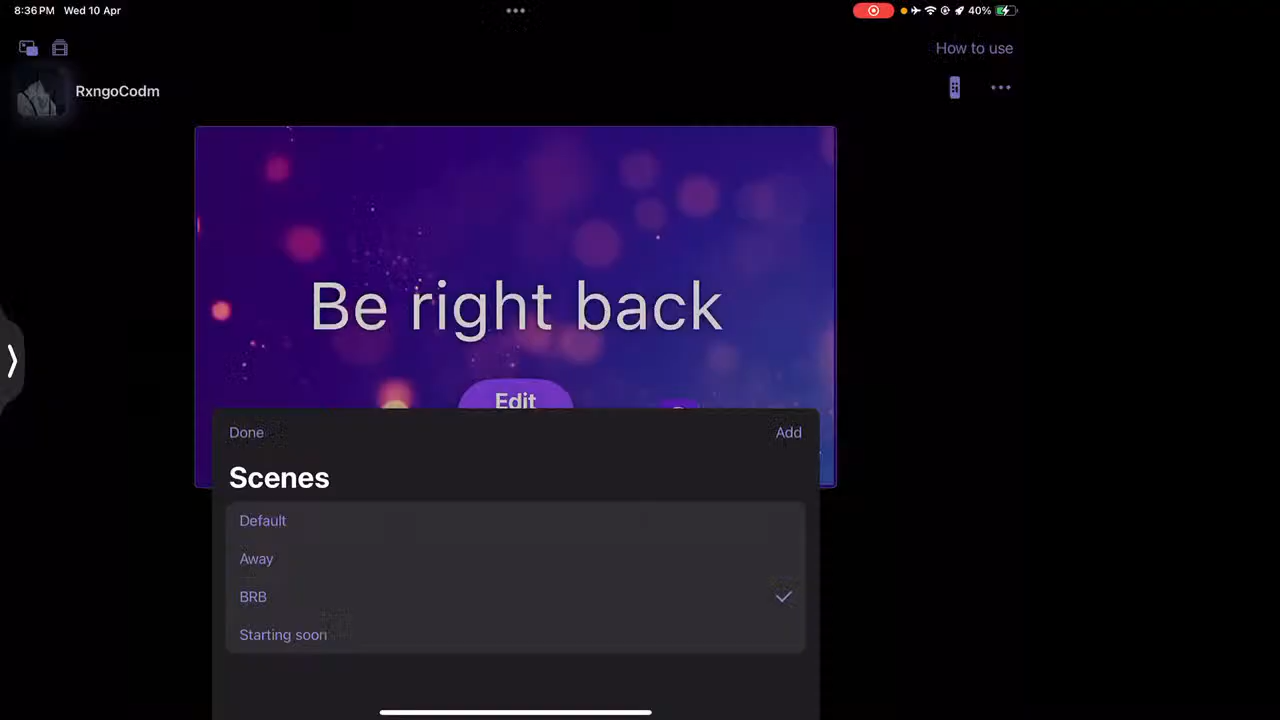 8:36 PM Wed 10 Apr
40%
How to use
RxngoCodm
Be right back
Edit
Done
Add
Scenes
Default
Away
BRB
Starting soon